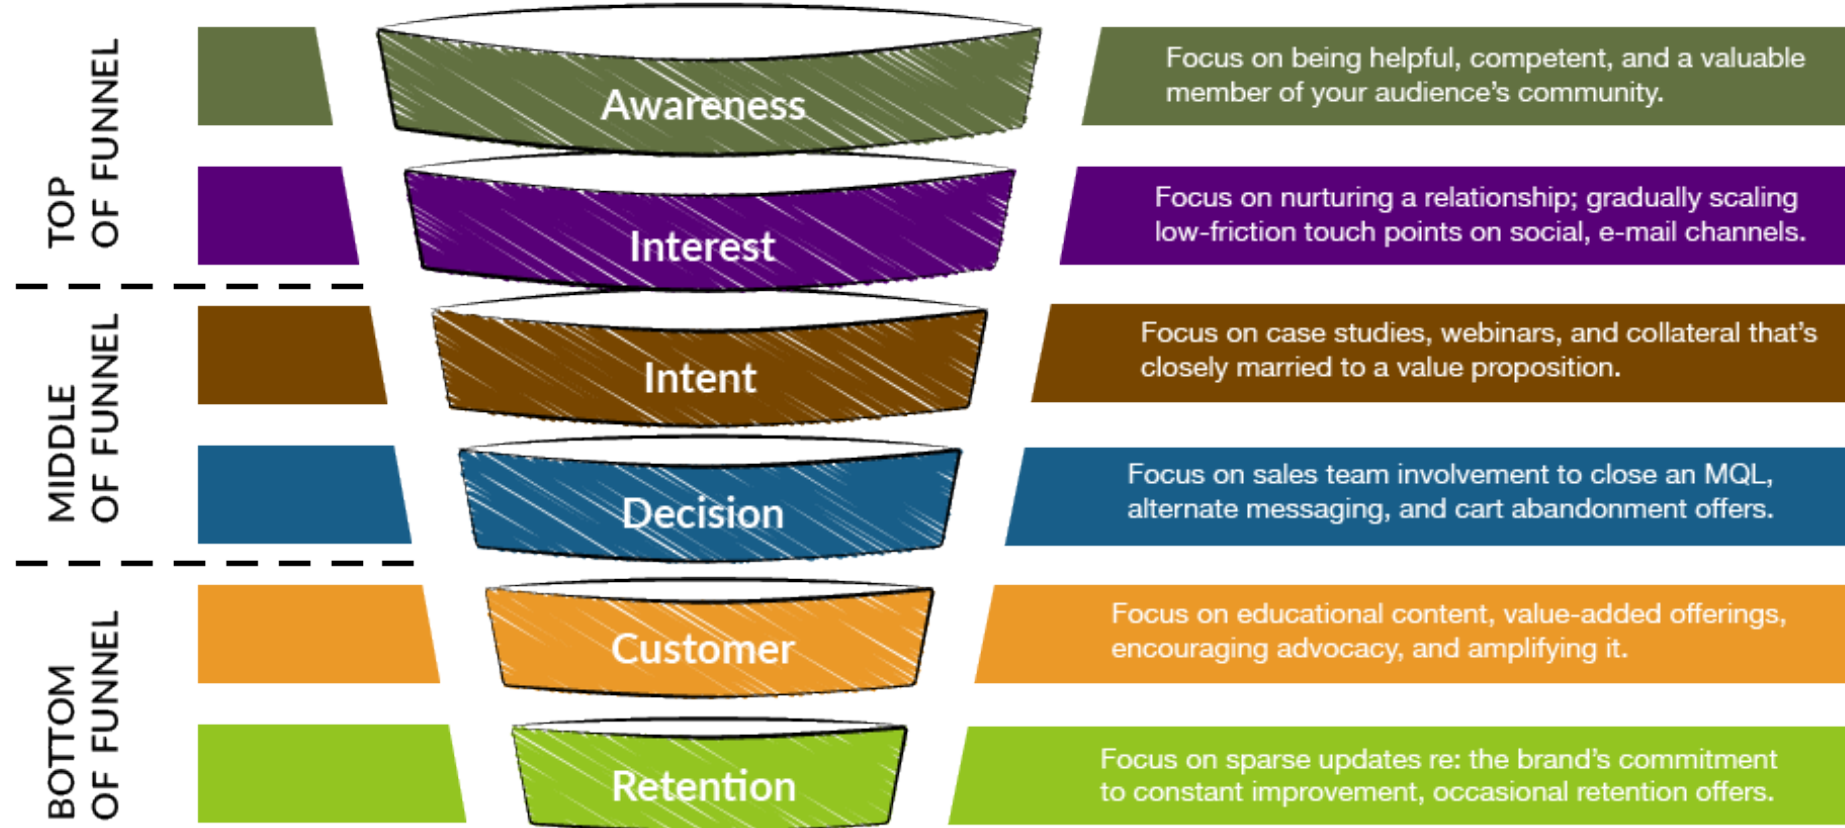 TOP
OF FUNNEL
Awareness
Focus on being helpful, competent, and a valuable
member of your audience's community.
Interest
Focus on nurturing a relationship; gradually scaling
low-friction touch points on social, e-mail channels.
MIDDLE
OF FUNNEL
Intent
Focus on case studies, webinars, and collateral that's
closely married to a value proposition.
Decision
Focus on sales team involvement to close an MQL,
alternate messaging, and cart abandonment offers.
BOTTOM
OF FUNNEL
Customer
Focus on educational content, value-added offerings,
encouraging advocacy, and amplifying it.
Retention
Focus on sparse updates re: the brand's commitment
to constant improvement, occasional retention offers.